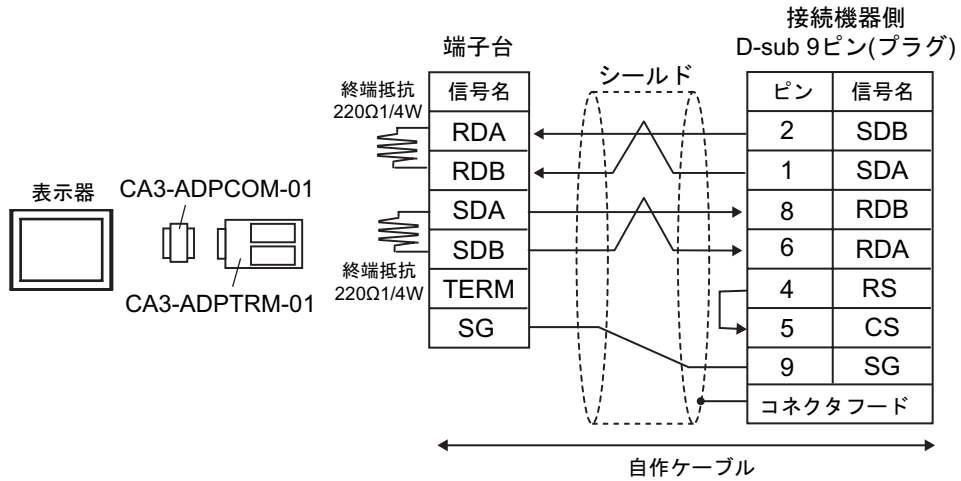 接続機器側
端子台
D-sub 9ピン(プラグ)
シールド
終端抵抗
220Ω1/4W
信号名
ピン 信号名
RDA
2 SDB
RDB
1 SDA
表示器
CA3-ADPCOM-01
SDA
8 RDB
SDB
6 RDA
終端抵抗
220Ω1/4W
CA3-ADPTRM-01
TERM
4 RS
SG
5 CS
9 SG
コネクタフード
自作ケーブル